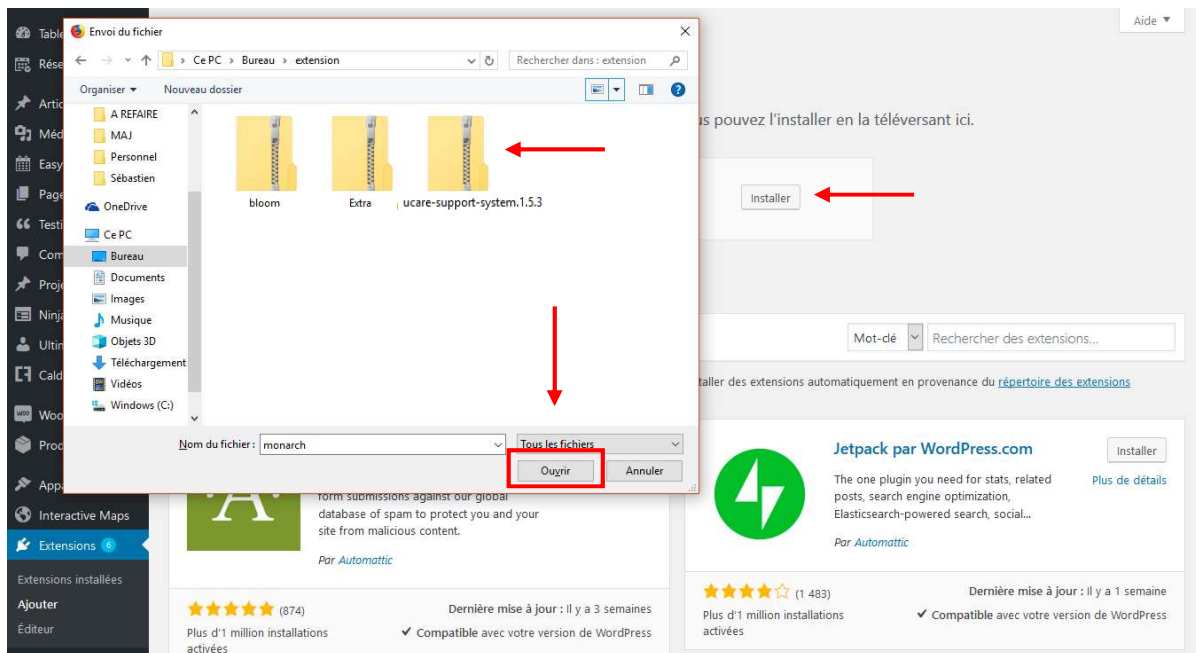 Aide
Envoi du fichier
Ce PC > Bureau > extension
Rechercher dans : extension
Organiser
Nouveau dossier
A REFAIRE
MAJ
Personnel
Sébastien
OneDrive
Ce PC
Bureau
Documents
Images
Musique
Objets 3D
Téléchargement
Vidéos
Windows (C:)
bloom
Extra
ucare-support-system.1.5.3
Nom du fichier :
monarch
Tous les fichiers
Ouvrir
Annuler
Table
Rése
Artic
Méd
Easy
Page
Testi
Com
Proje
Ninja
Ultin
Cald
Woo
Prod
App
Interactive Maps
Extensions 6
Extensions installées
Ajouter
Éditeur
us pouvez l'installer en la téléversant ici.
Installer
Mot-clé
Rechercher des extensions...
taller des extensions automatiquement en provenance du répertoire des extensions
A.
form submissions against our global
database of spam to protect you and your
site from malicious content.
Par Automattic
(874)
Plus d'1 million installations
activées
Dernière mise à jour : Il y a 3 semaines
✔ Compatible avec votre version de WordPress
Jetpack par WordPress.com
Installer
Plus de détails
The one plugin you need for stats, related
posts, search engine optimization,
Elasticsearch-powered search, social...
Par Automattic
(1 483)
Plus d'1 million installations
activées
Dernière mise à jour : Il y a 1 semaine
✔ Compatible avec votre version de WordPress